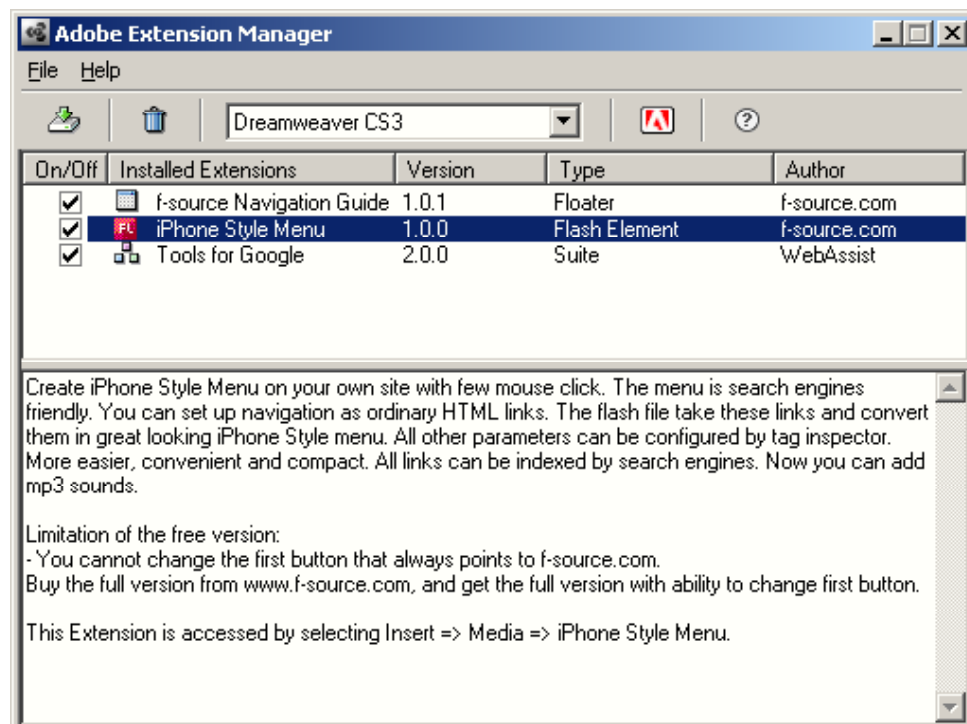 Adobe Extension Manager
File Help
Dreamweaver CS3
On/Off Installed Extensions Version Type Author
f-source Navigation Guide 1.0.1 Floater f-source.com
FL iPhone Style Menu 1.0.0 Flash Element f-source.com
Tools for Google 2.0.0 Suite WebAssist
Create iPhone Style Menu on your own site with few mouse click. The menu is search engines
friendly. You can set up navigation as ordinary HTML links. The flash file take these links and convert
them in great looking iPhone Style menu. All other parameters can be configured by tag inspector.
More easier, convenient and compact. All links can be indexed by search engines. Now you can add
mp3 sounds.
Limitation of the free version:
- You cannot change the first button that always points to f-source.com.
Buy the full version from www.f-source.com, and get the full version with ability to change first button.
This Extension is accessed by selecting Insert => Media => iPhone Style Menu.